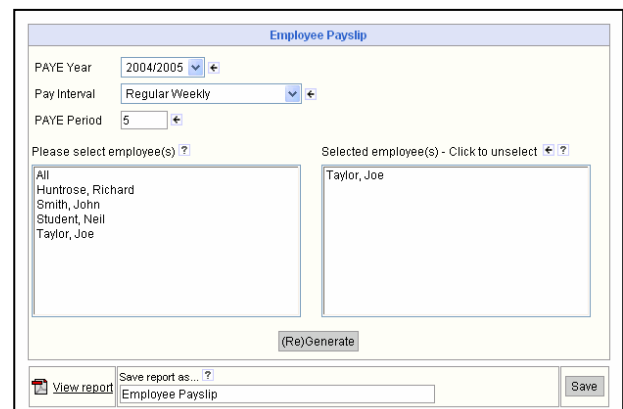 Employee Payslip
PAYE Year 2004/2005
Pay Interval Regular Weekly
PAYE Period 5
Please select employee(s) ? Selected employee(s) - Click to unselect ?
All Taylor, Joe
Huntrose, Richard
Smith, John
Student, Neil
Taylor, Joe
(Re)Generate
Save report as... ?
View report Employee Payslip Save